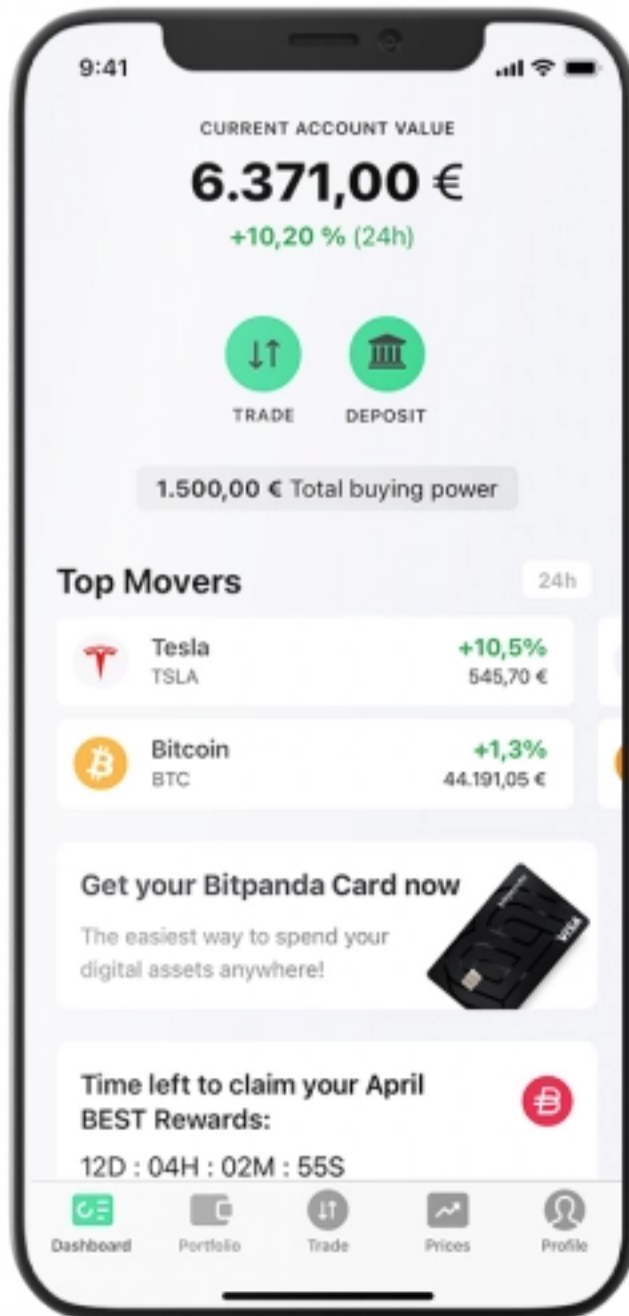 9:41
CURRENT ACCOUNT VALUE
6.371,00 €
+10,20 % (24h)
TRADE DEPOSIT
1.500,00 € Total buying power
Top Movers 24h
Tesla +10,5%
TSLA 545,70 €
Bitcoin +1,3%
BTC 44.191,05 €
Get your Bitpanda Card now
The easiest way to spend your
digital assets anywhere!
VISA
Time left to claim your April
BEST Rewards:
12D : 04H : 02M : 55S
Dashboard Portfolio Trade Prices Profile